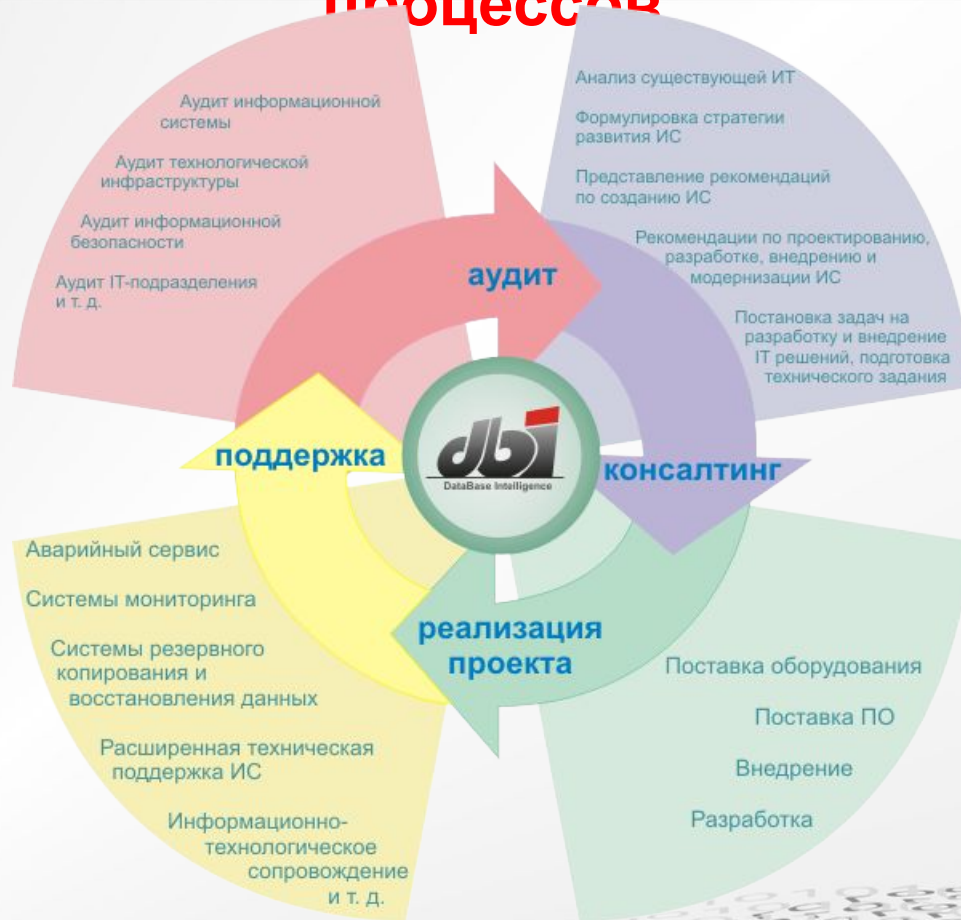 процессов
Аудит информационной
системы
Аудит технологической
инфраструктуры
Аудит информационной
безопасности
Аудит IT-подразделения
и т. д.
Анализ существующей ИТ
Формулировка стратегии
развития ИС
Представление рекомендаций
по созданию ИС
Рекомендации по проектированию,
разработке, внедрению и
модернизации ИС
Постановка задач на
разработку и внедрение
IT решений, подготовка
технического задания
аудит
поддержка
dbi
DataBase Intelligence
консалтинг
реализация
проекта
Аварийный сервис
Системы мониторинга
Системы резервного
копирования и
восстановления данных
Расширенная техническая
поддержка ИС
Информационно-
технологическое
сопровождение
и т. д.
Поставка оборудования
Поставка ПО
Внедрение
Разработка